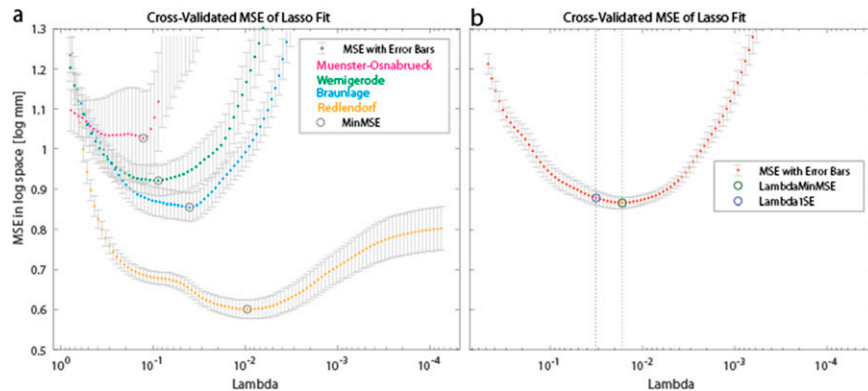 a
Cross-Validated MSE of Lasso Fit
1.3
1.2
1.1
1
0.9
0.8
0.7
0.6
0.5
MSE in log space [log mm]
MSE with Error Bars
Muenster-Osnabrueck
Wernigerode
Braunlage
Redlendorf
MinMSE
10⁰
10⁻¹
10⁻²
10⁻³
10⁻⁴
Lambda
b
Cross-Validated MSE of Lasso Fit
MSE with Error Bars
LambdaMinMSE
Lambda1SE
10⁻¹
10⁻²
10⁻³
10⁻⁴
Lambda